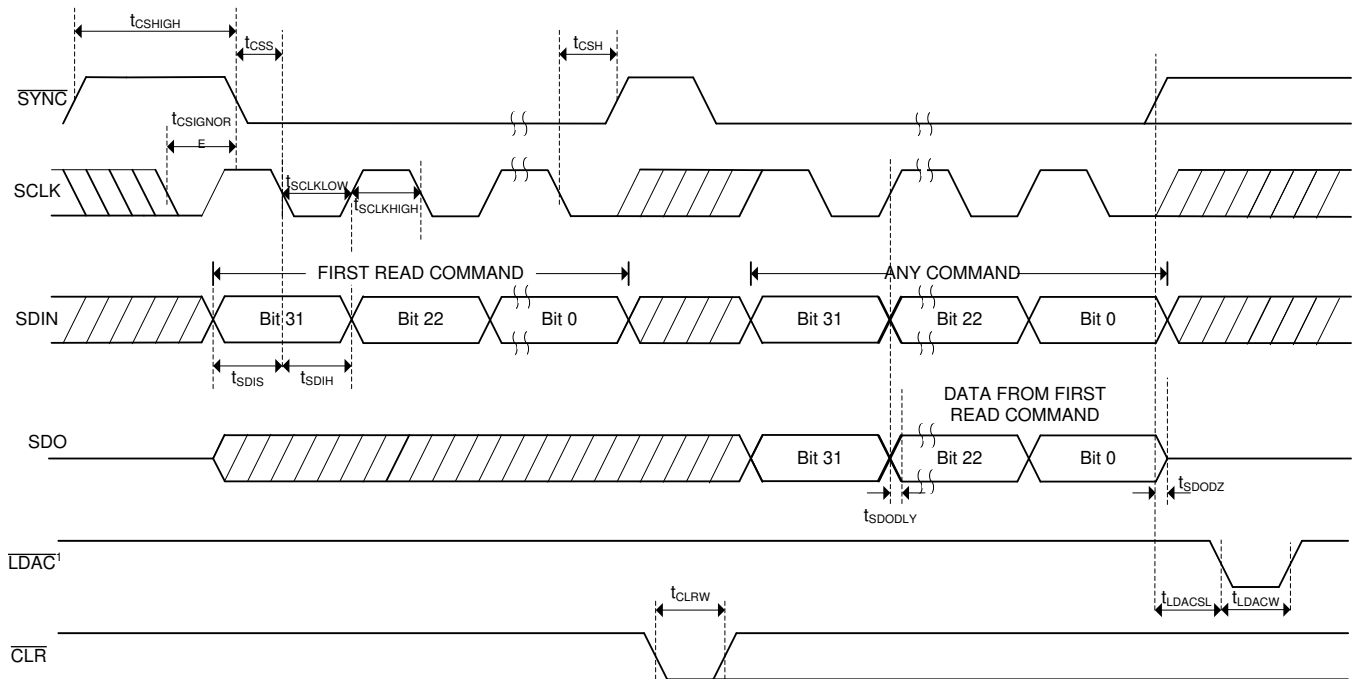 tCSHIGH
tCSS
tCSH
SYNC
tCSIGNOR
E
SCLK
tSCLKLOW
tSCLKHIGH
FIRST READ COMMAND
ANY COMMAND
SDIN
Bit 31
Bit 22
Bit 0
Bit 31
Bit 22
Bit 0
tSDIS
tSDIH
DATA FROM FIRST
READ COMMAND
SDO
Bit 31
Bit 22
Bit 0
tSDODLY
tSDODZ
LDAC1
tCLRW
tLDACSL
tLDACW
CLR